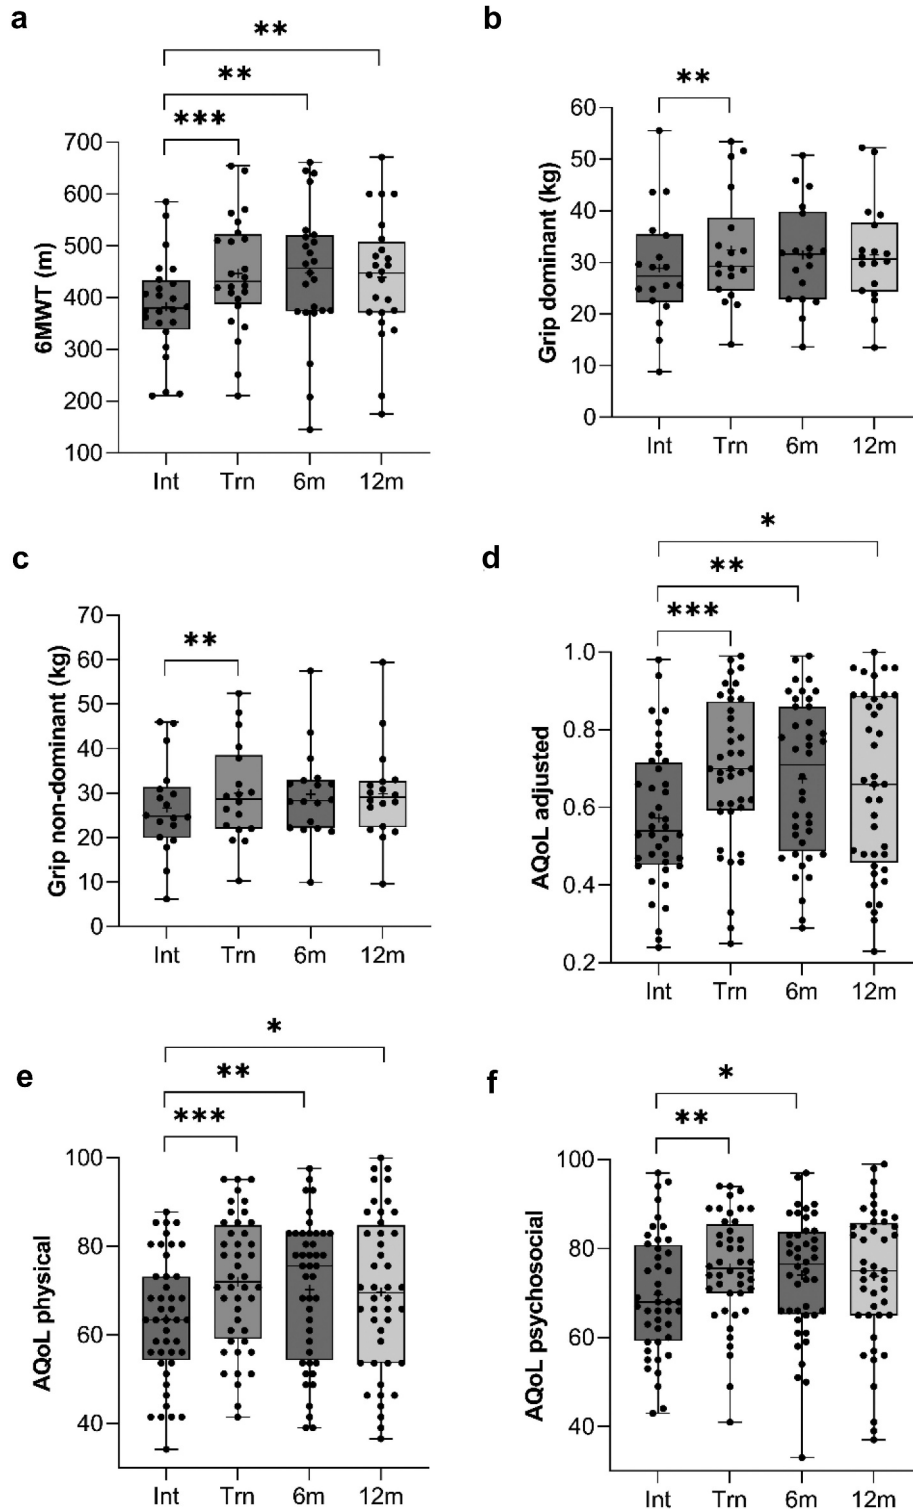 a
**
**
***
700
600
500
400
300
200
100
6MWT (m)
Int Trn 6m 12m
b
**
60
50
40
30
20
10
0
Grip dominant (kg)
Int Trn 6m 12m
c
**
70
60
50
40
30
20
10
0
Grip non-dominant (kg)
Int Trn 6m 12m
d
*
**
***
1.0
0.8
0.6
0.4
0.2
AQoL adjusted
Int Trn 6m 12m
e
*
**
***
100
80
60
40
AQoL physical
Int Trn 6m 12m
f
*
**
100
80
60
40
AQoL psychosocial
Int Trn 6m 12m